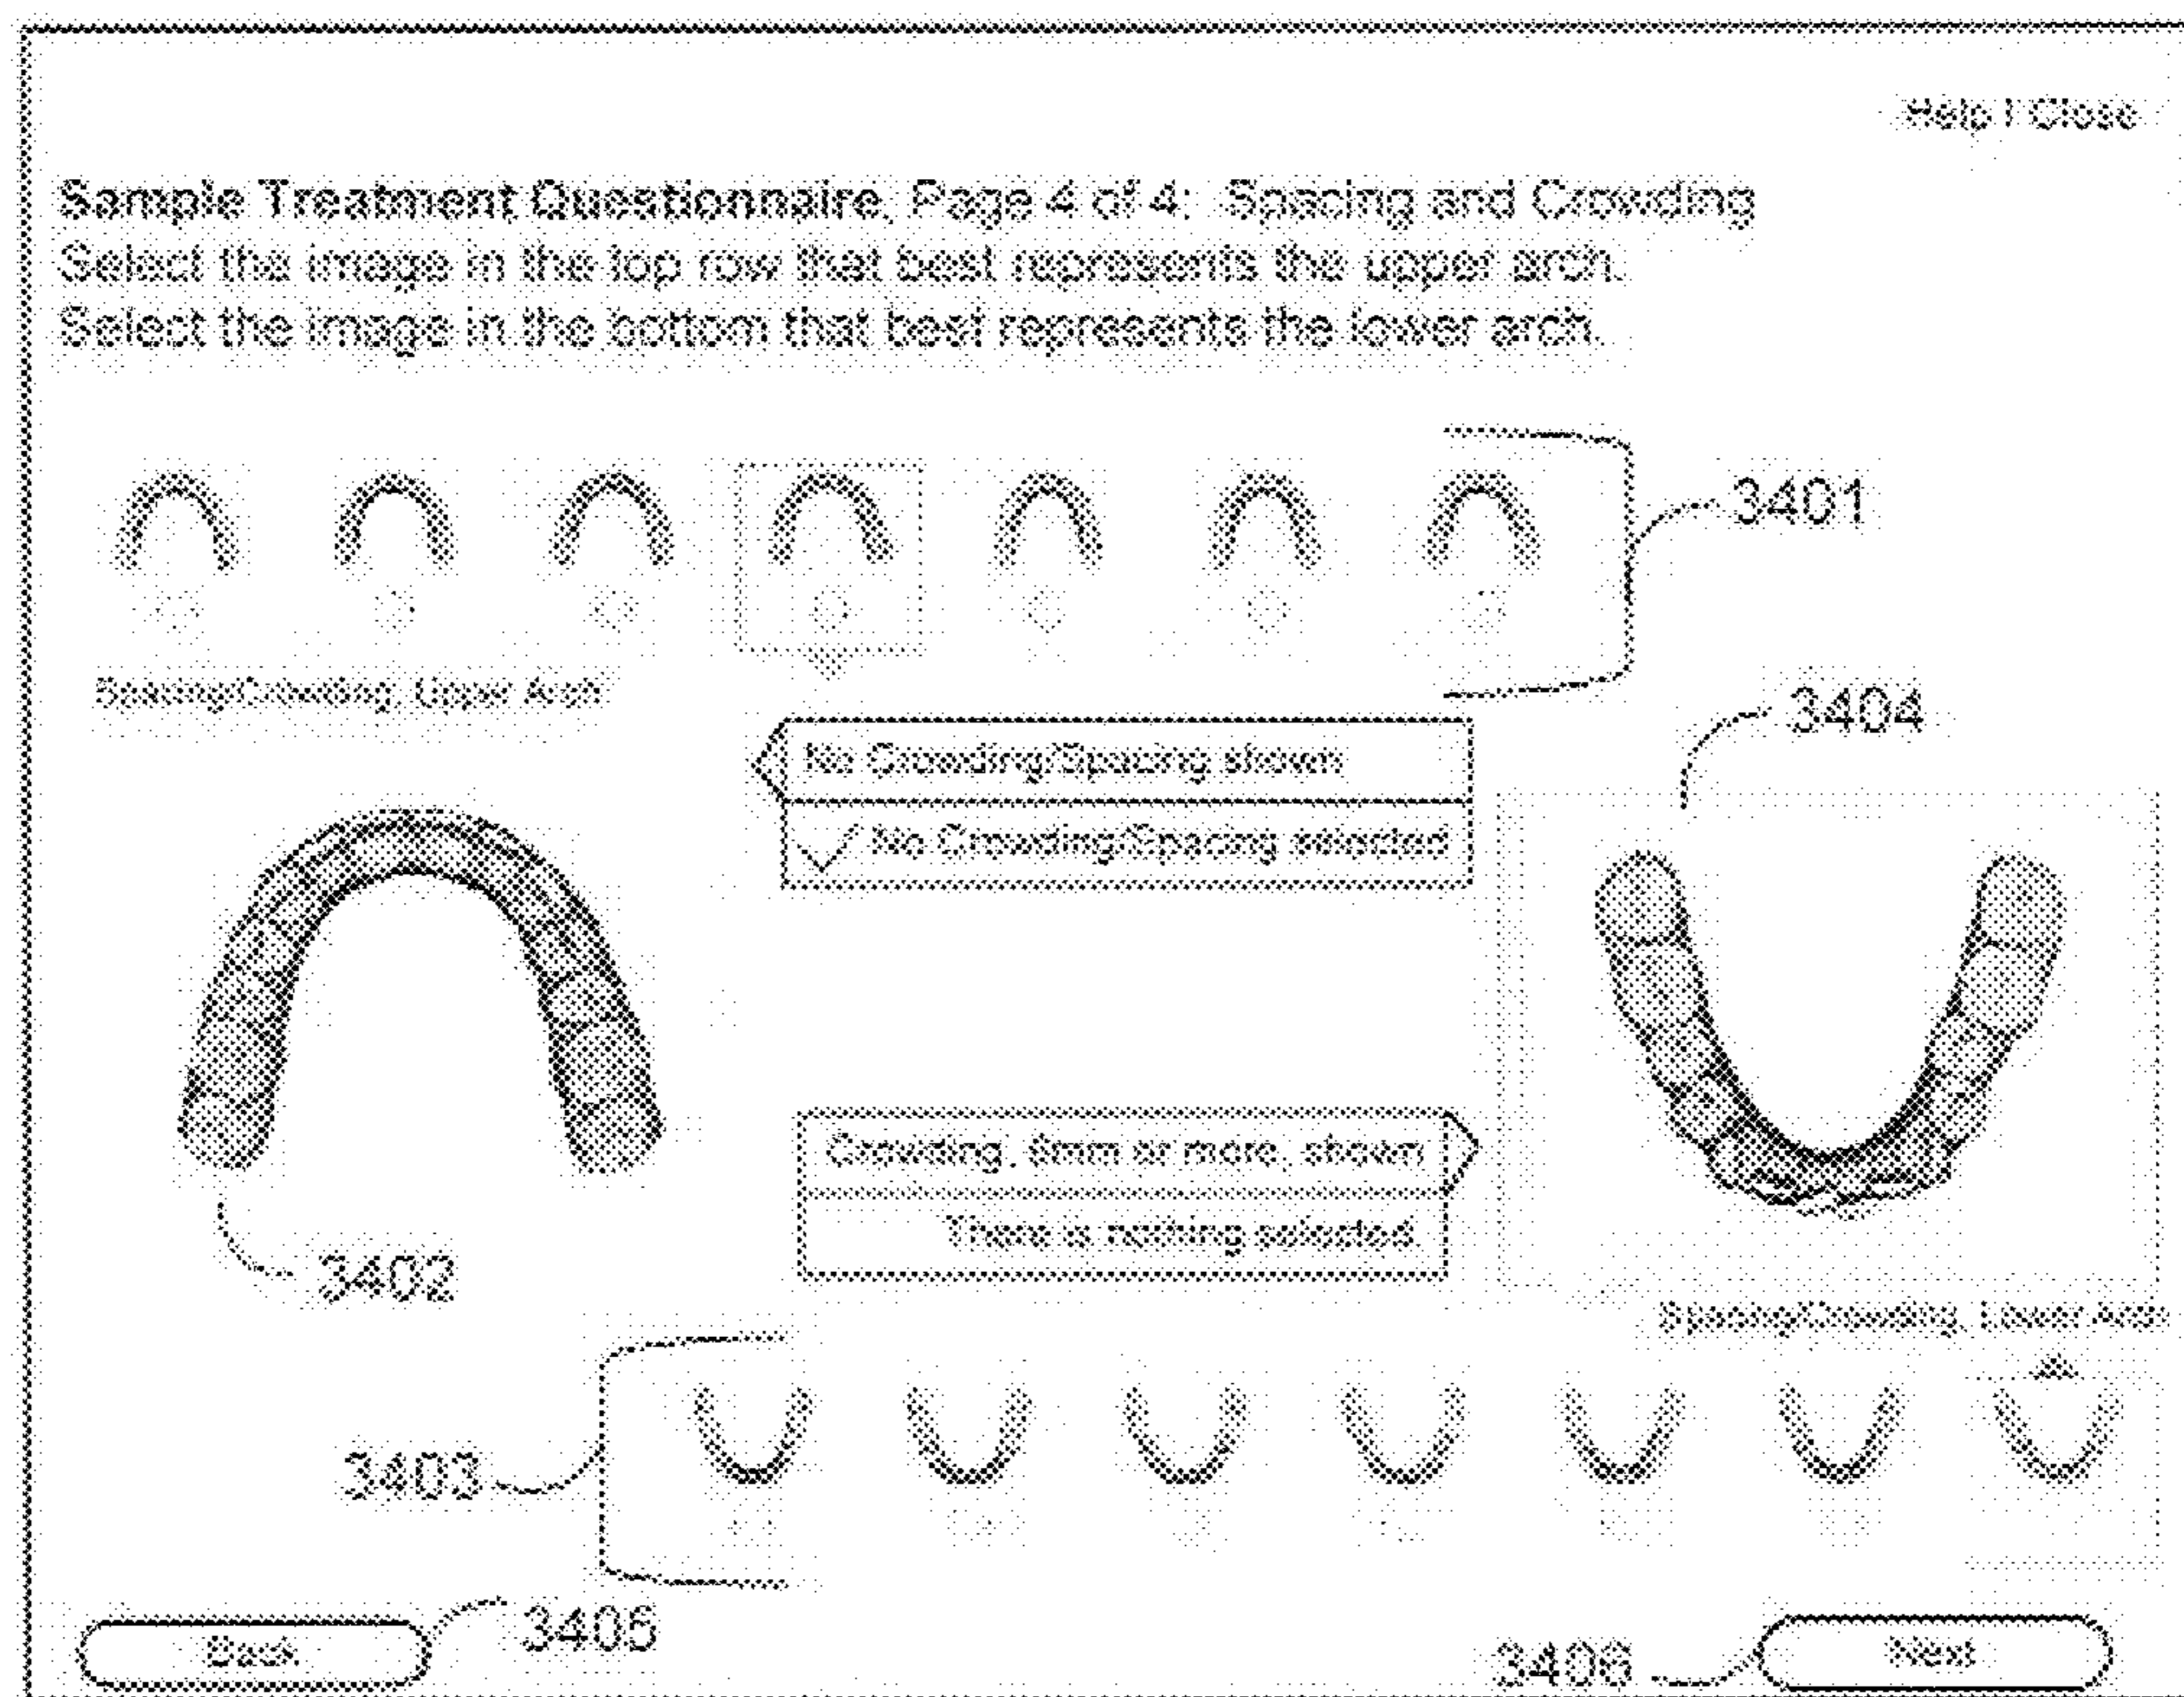 Help | Close
Sample Treatment Questionnaire, Page 4 of 4: Spacing and Crowding
Select the image in the top row that best represents the upper arch.
Select the image in the bottom that best represents the lower arch.
3401
Spacing/Crowding, Upper Arch
3404
No Crowding/Spacing shown
No Crowding/Spacing selected
Crowding, 6mm or more, shown
There is nothing selected
3402
Spacing/Crowding, Lower Arch
3403
3405
Back
3406
Next